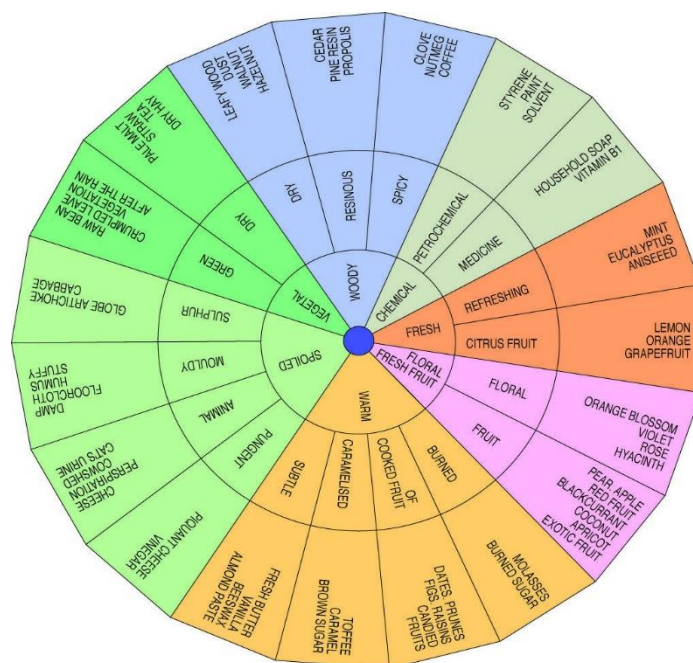 WOODY
DRY
LEAFY WOOD
DUST
WALNUT
HAZELNUT
RESINOUS
CEDAR
PINE RESIN
PROPOLIS
SPICY
CLOVE
NUTMEG
COFFEE
CHEMICAL
PETROCHEMICAL
STYRENE
PAINT
SOLVENT
MEDICINE
HOUSEHOLD SOAP
VITAMIN B1
FRESH
REFRESHING
MINT
EUCALYPTUS
ANISEEED
CITRUS FRUIT
LEMON
ORANGE
GRAPEFRUIT
FLORAL
FRESH FRUIT
FLORAL
ORANGE BLOSSOM
VIOLET
ROSE
HYACINTH
FRUIT
PEAR, APPLE
RED FRUIT
BLACKCURRANT
COCONUT
APRICOT
EXOTIC FRUIT
WARM
BURNED
MOLASSES
BURNED SUGAR
OF
COOKED FRUIT
DATES, PRUNES
FIGS, RAISINS
CANDIED
FRUITS
CARAMELISED
TOFFEE
CARAMEL
BROWN SUGAR
SUBTLE
FRESH BUTTER
VANILLA
BEESWAX
ALMOND PASTE
SPOILED
PUNGENT
PIQUANT CHEESE
VINEGAR
ANIMAL
CHEESE
PERSPIRATION
COWSHED
CAT'S URINE
MOULDY
DAMP
FLOORCLOTH
HUMUS
STUFFY
SULPHUR
GLOBE ARTICHOKE
CABBAGE
VEGETAL
GREEN
RAW BEAN
CRUMPLED LEAVE
VEGETATION
AFTER THE RAIN
DRY
PALE MALT
STRAW
TEA
DRY HAY